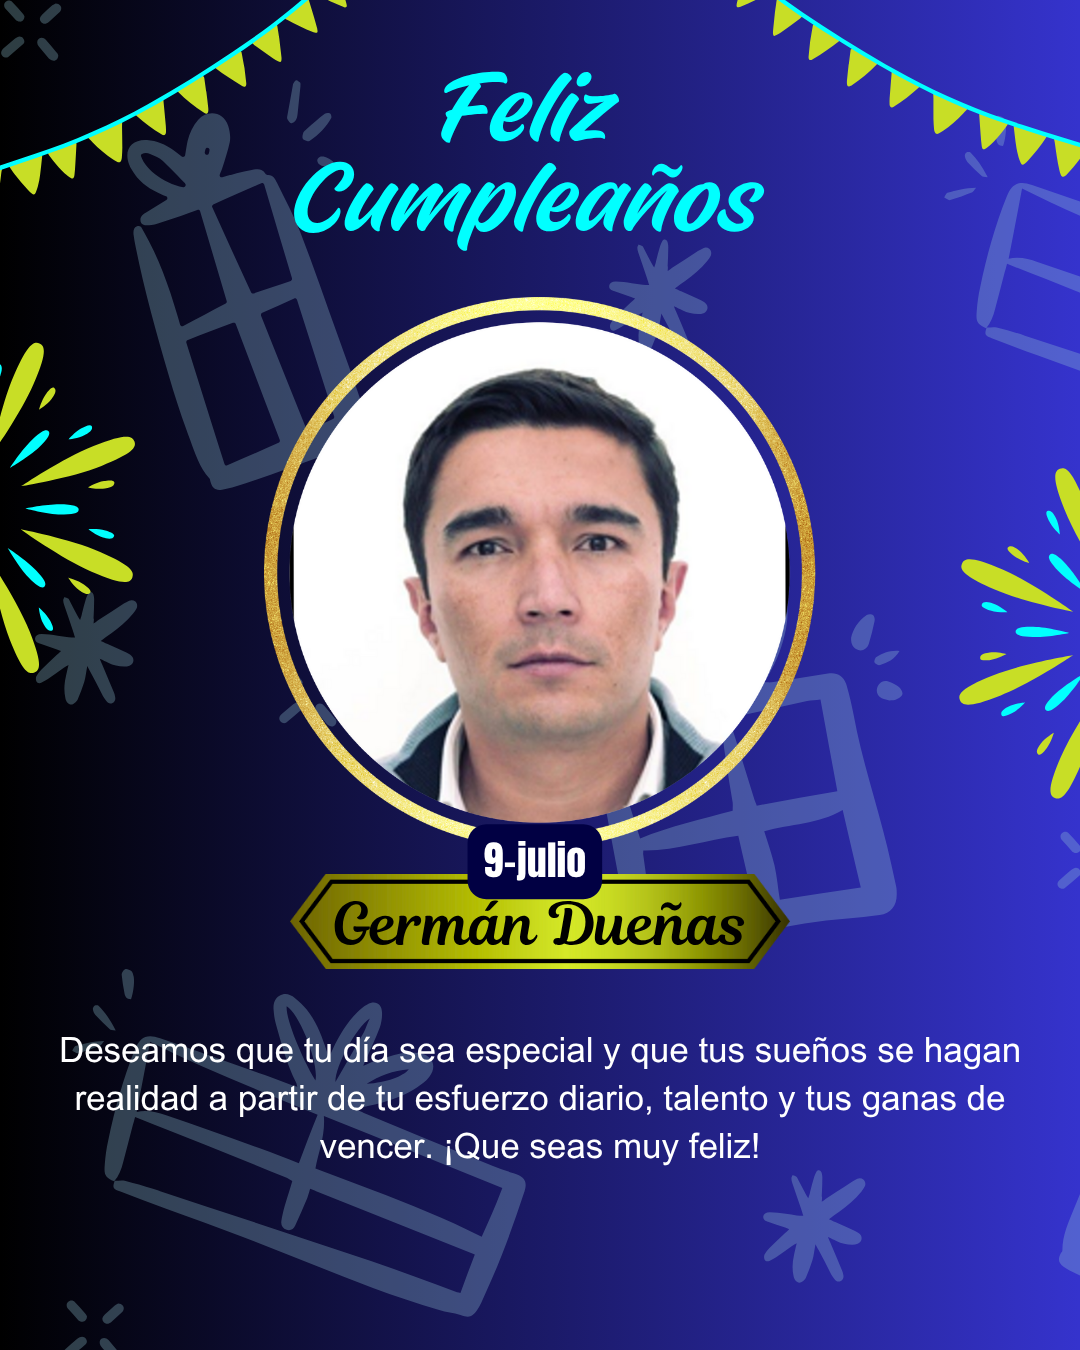 Feliz
Cumpleaños
9-julio
Germán Dueñas
Deseamos que tu día sea especial y que tus sueños se hagan
realidad a partir de tu esfuerzo diario, talento y tus ganas de
vencer. ¡Que seas muy feliz!